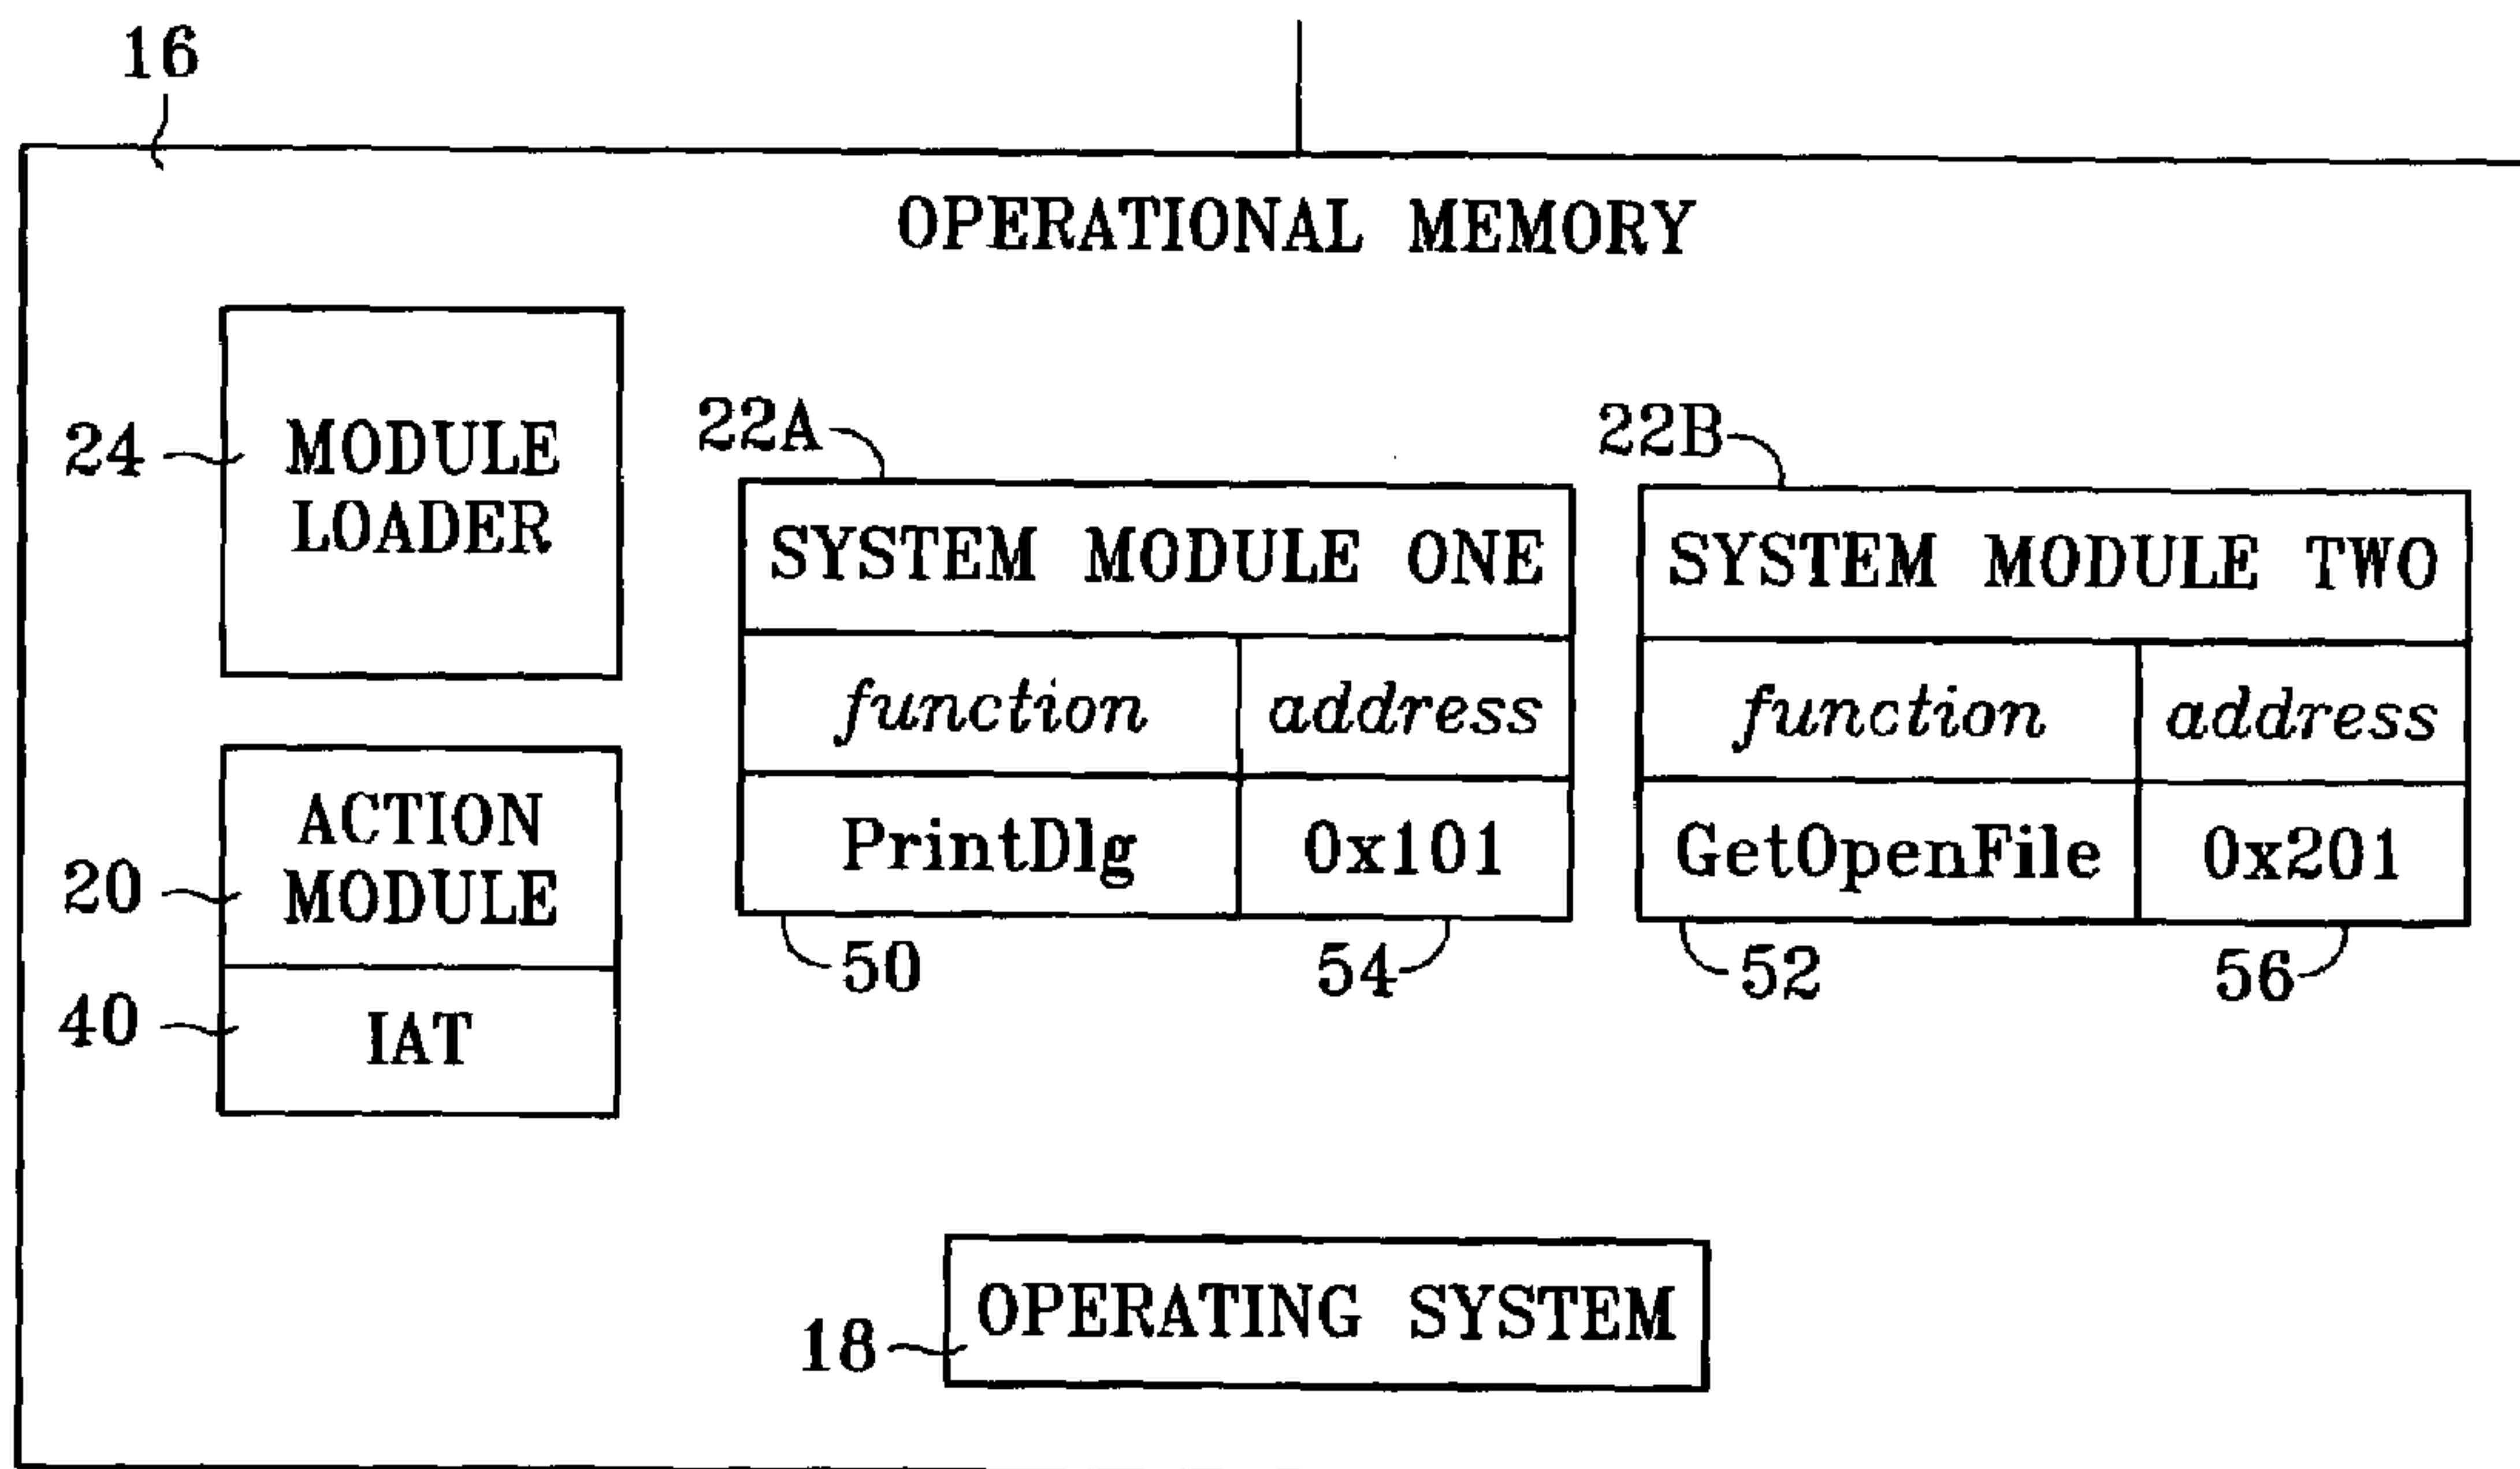 16
OPERATIONAL MEMORY
24
MODULE
LOADER
20
ACTION
MODULE
40
IAT
22A
SYSTEM MODULE ONE
function address
PrintDlg 0x101
50 54
22B
SYSTEM MODULE TWO
function address
GetOpenFile 0x201
52 56
18
OPERATING SYSTEM